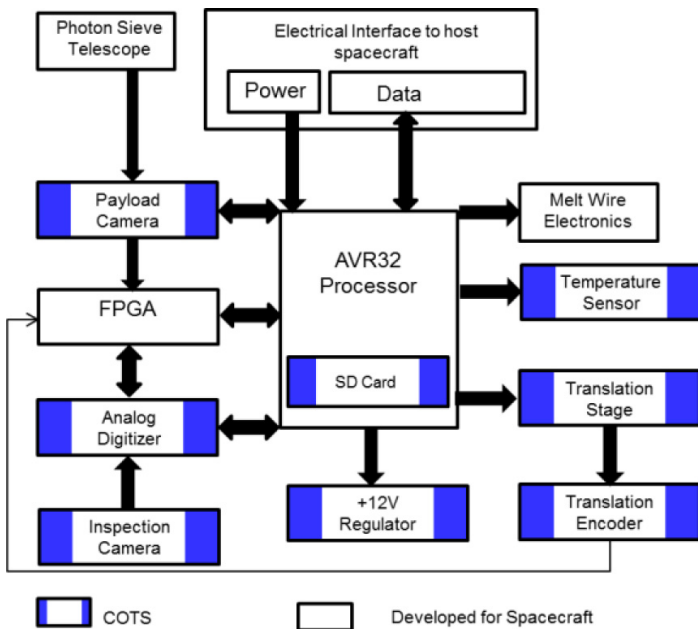 Photon Sieve
Telescope
Electrical Interface to host
spacecraft
Power
Data
Payload
Camera
AVR32
Processor
Melt Wire
Electronics
FPGA
Temperature
Sensor
SD Card
Analog
Digitizer
Translation
Stage
Inspection
Camera
+12V
Regulator
Translation
Encoder
COTS
Developed for Spacecraft